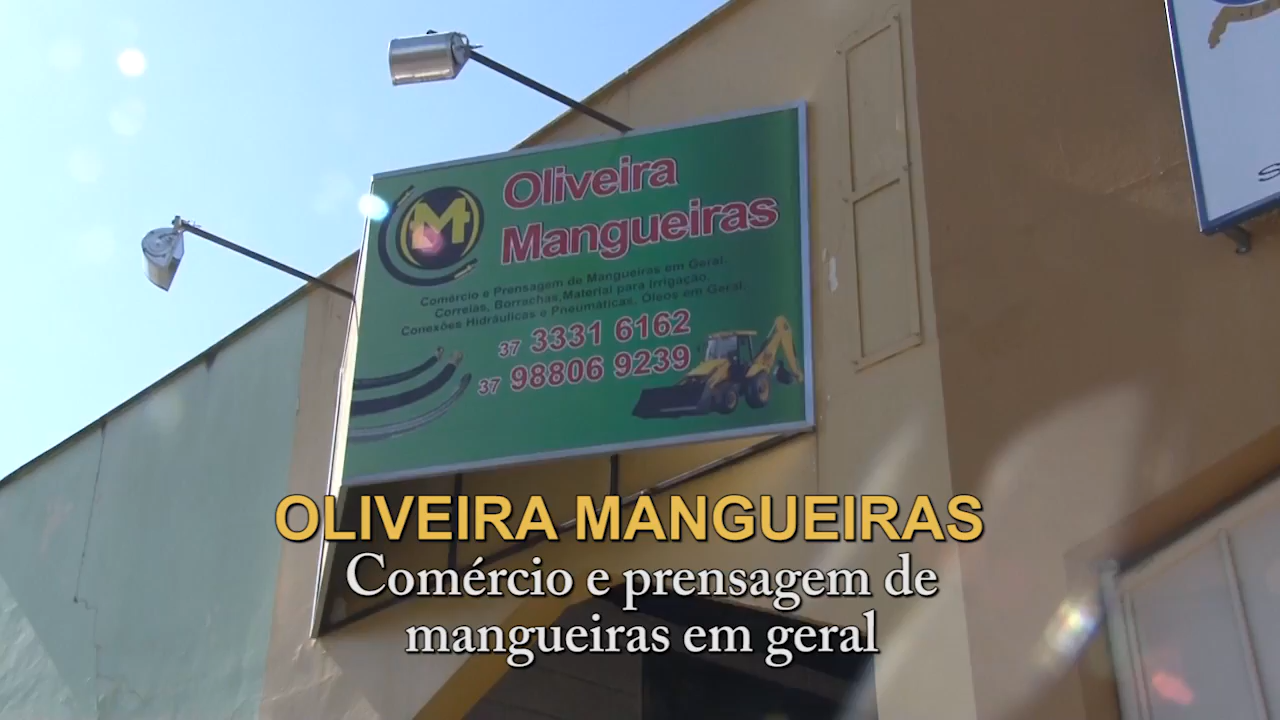 M
Oliveira
Mangueiras
Comércio e Prensagem de Mangueiras em Geral,
Correias, Borrachas, Material para Irrigação,
Conexões Hidráulicas e Pneumáticas, Óleos em Geral.
37 3331 6162
37 98806 9239
OLIVEIRA MANGUEIRAS
Comércio e prensagem de
mangueiras em geral